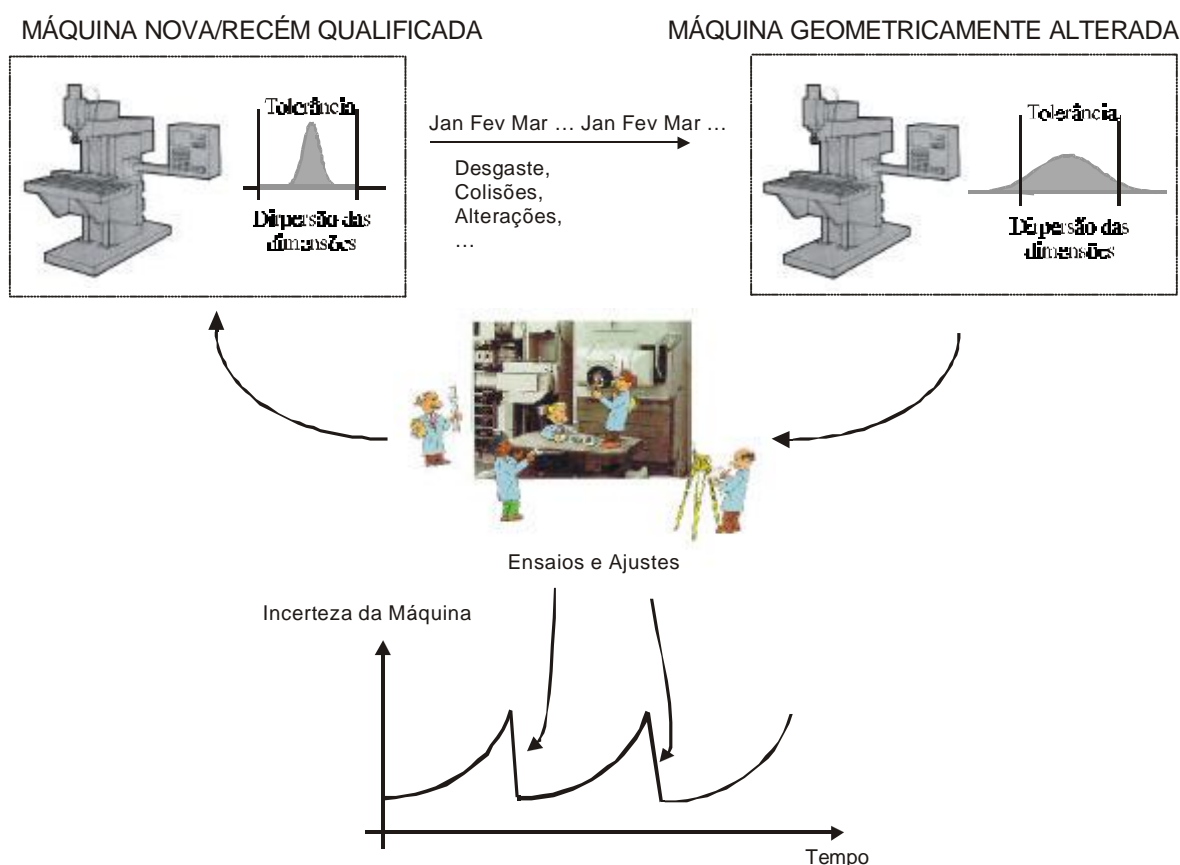 MÁQUINA NOVA/RECÉM QUALIFICADA
MÁQUINA GEOMETRICAMENTE ALTERADA
Tolerância
Dispersão das
dimensões
Jan Fev Mar ... Jan Fev Mar ...
Desgaste,
Colisões,
Alterações,
...
Tolerância
Dispersão das
dimensões
Ensaios e Ajustes
Incerteza da Máquina
Tempo